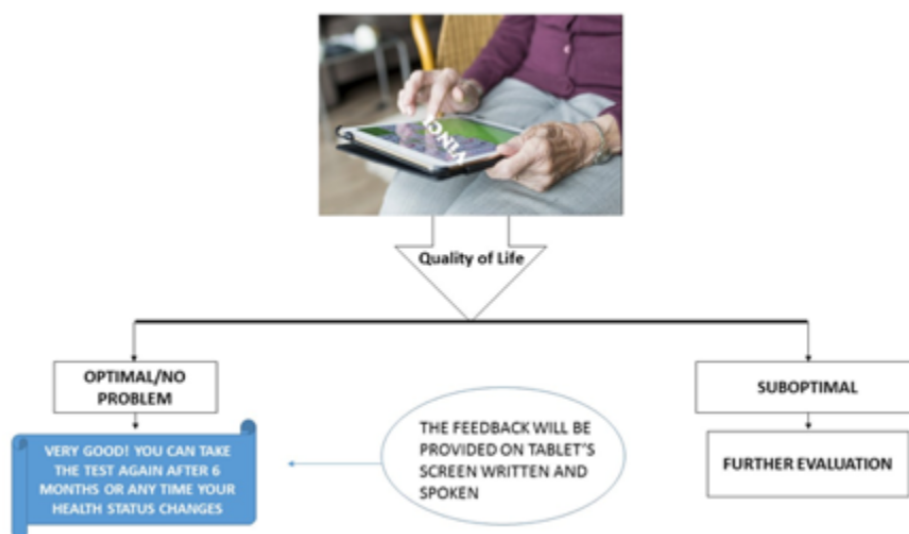 VINCI
Quality of Life
OPTIMAL/NO
PROBLEM
VERY GOOD! YOU CAN TAKE
THE TEST AGAIN AFTER 6
MONTHS OR ANY TIME YOUR
HEALTH STATUS CHANGES
THE FEEDBACK WILL BE
PROVIDED ON TABLET'S
SCREEN WRITTEN AND
SPOKEN
SUBOPTIMAL
FURTHER EVALUATION